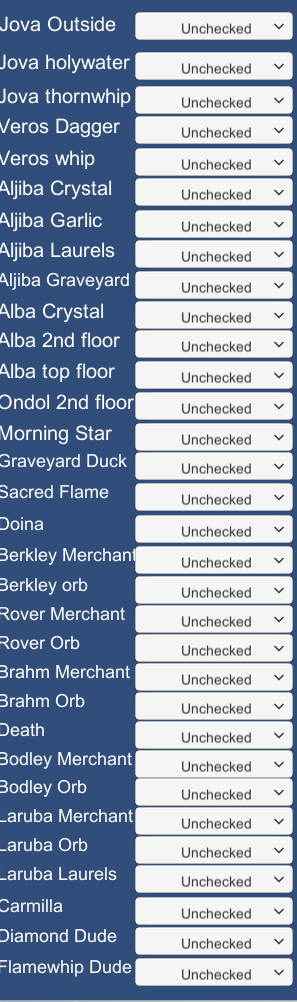 Jova Outside Unchecked
Jova holywater Unchecked
Jova thornwhip Unchecked
Veros Dagger Unchecked
Veros whip Unchecked
Aljiba Crystal Unchecked
Aljiba Garlic Unchecked
Aljiba Laurels Unchecked
Aljiba Graveyard Unchecked
Alba Crystal Unchecked
Alba 2nd floor Unchecked
Alba top floor Unchecked
Ondol 2nd floor Unchecked
Morning Star Unchecked
Graveyard Duck Unchecked
Sacred Flame Unchecked
Doina Unchecked
Berkley Merchant Unchecked
Berkley orb Unchecked
Rover Merchant Unchecked
Rover Orb Unchecked
Brahm Merchant Unchecked
Brahm Orb Unchecked
Death Unchecked
Bodley Merchant Unchecked
Bodley Orb Unchecked
Laruba Merchant Unchecked
Laruba Orb Unchecked
Laruba Laurels Unchecked
Carmilla Unchecked
Diamond Dude Unchecked
Flamewhip Dude Unchecked